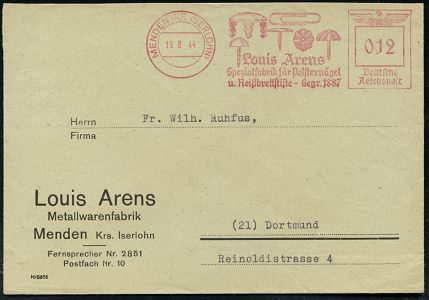 MENDEN (KR ISERLOHN)
19.8.44
Louis Arens
Spezialfabrik für Polsternägel
u. Reißbrettstifte - Gegr. 1887
012
Deutsche
Reichspost
Herrn
Firma
Fr. Wilh. Ruhfus,
Louis Arens
Metallwarenfabrik
Menden Krs. Iserlohn
Fernsprecher Nr. 2851
Postfach Nr. 10
(21) Dortmund
Reinoldistrasse 4